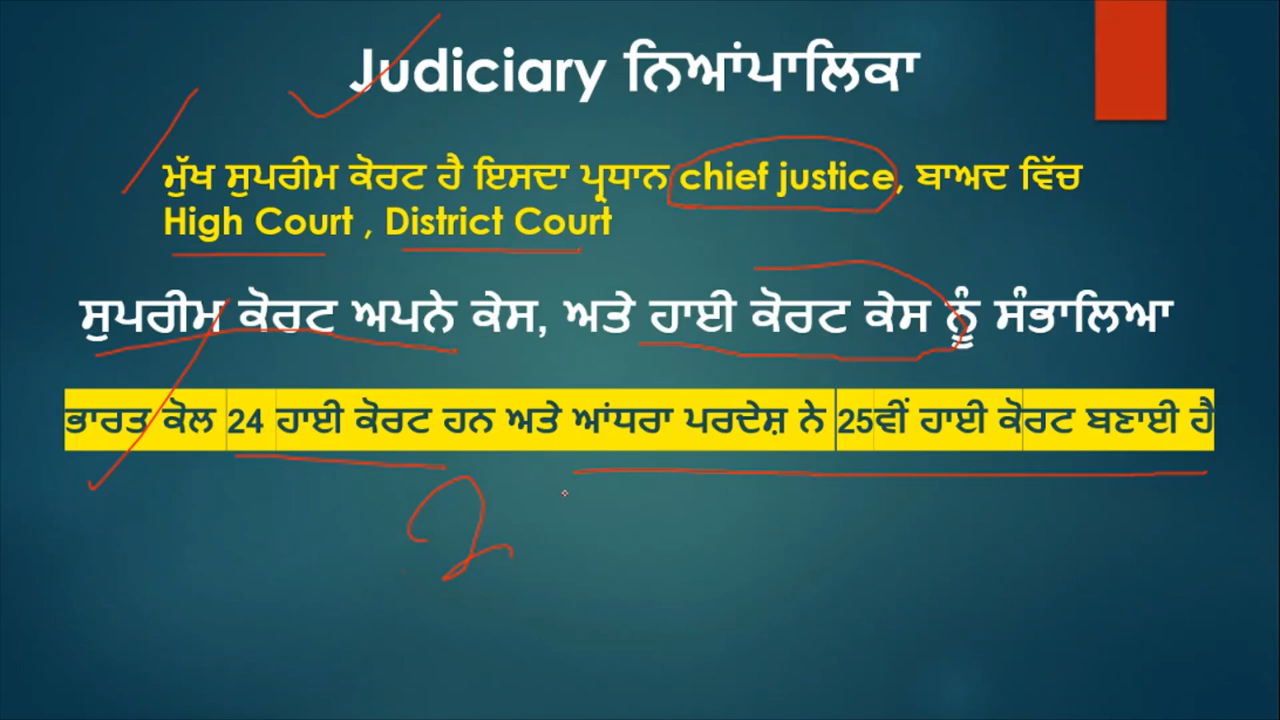 Judiciary ਨਿਆਂਪਾਲਿਕਾ
ਮੁੱਖ ਸੁਪਰੀਮ ਕੋਰਟ ਹੈ ਇਸਦਾ ਪ੍ਰਧਾਨ chief justice, ਬਾਅਦ ਵਿੱਚ
High Court , District Court
ਸੁਪਰੀਮ ਕੋਰਟ ਅਪਨੇ ਕੇਸ, ਅਤੇ ਹਾਈ ਕੋਰਟ ਕੇਸ ਨੂੰ ਸੰਭਾਲਿਆ
ਭਾਰਤ ਕੋਲ 24 ਹਾਈ ਕੋਰਟ ਹਨ ਅਤੇ ਆਂਧਰਾ ਪਰਦੇਸ਼ ਨੇ 25ਵੀਂ ਹਾਈ ਕੋਰਟ ਬਣਾਈ ਹੈ
2